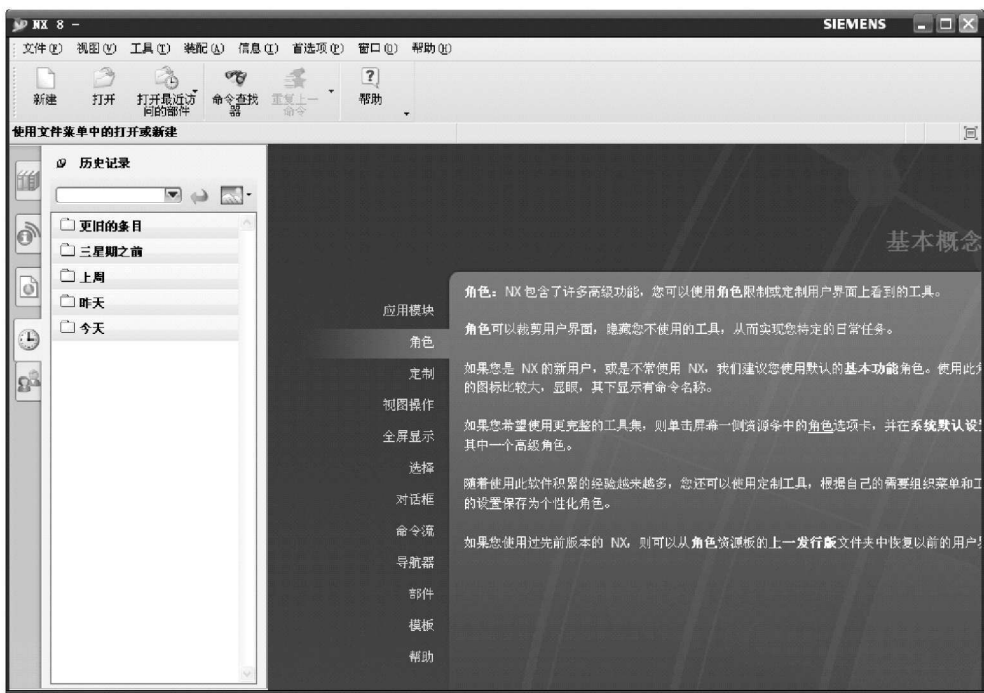 NX 8 -
SIEMENS
文件(F) 视图(V) 工具(T) 装配(A) 信息(I) 首选项(P) 窗口(O) 帮助(H)
新建 打开 打开最近访问的部件 命令查找器 重复上一命令 帮助
使用文件菜单中的打开或新建
历史记录
更旧的条目
三星期之前
上周
昨天
今天
基本概念
应用模块
角色
定制
视图操作
全屏显示
选择
对话框
命令流
导航器
部件
模板
帮助
角色：NX 包含了许多高级功能，您可以使用角色限制或定制用户界面上看到的工具。
角色可以裁剪用户界面，隐藏您不使用的工具，从而实现您特定的日常任务。
如果您是 NX 的新用户，或是不常使用 NX，我们建议您使用默认的基本功能角色。使用此
的图标比较大，显眼，其下显示有命令名称。
如果您希望使用更完整的工具集，则单击屏幕一侧资源条中的角色选项卡，并在系统默认设
其中一个高级角色。
随着使用此软件积累的经验越来越多，您还可以使用定制工具，根据自己的需要组织菜单和工
的设置保存为个性化角色。
如果您使用过先前版本的 NX，则可以从角色资源板的上一发行版文件夹中恢复以前的用户